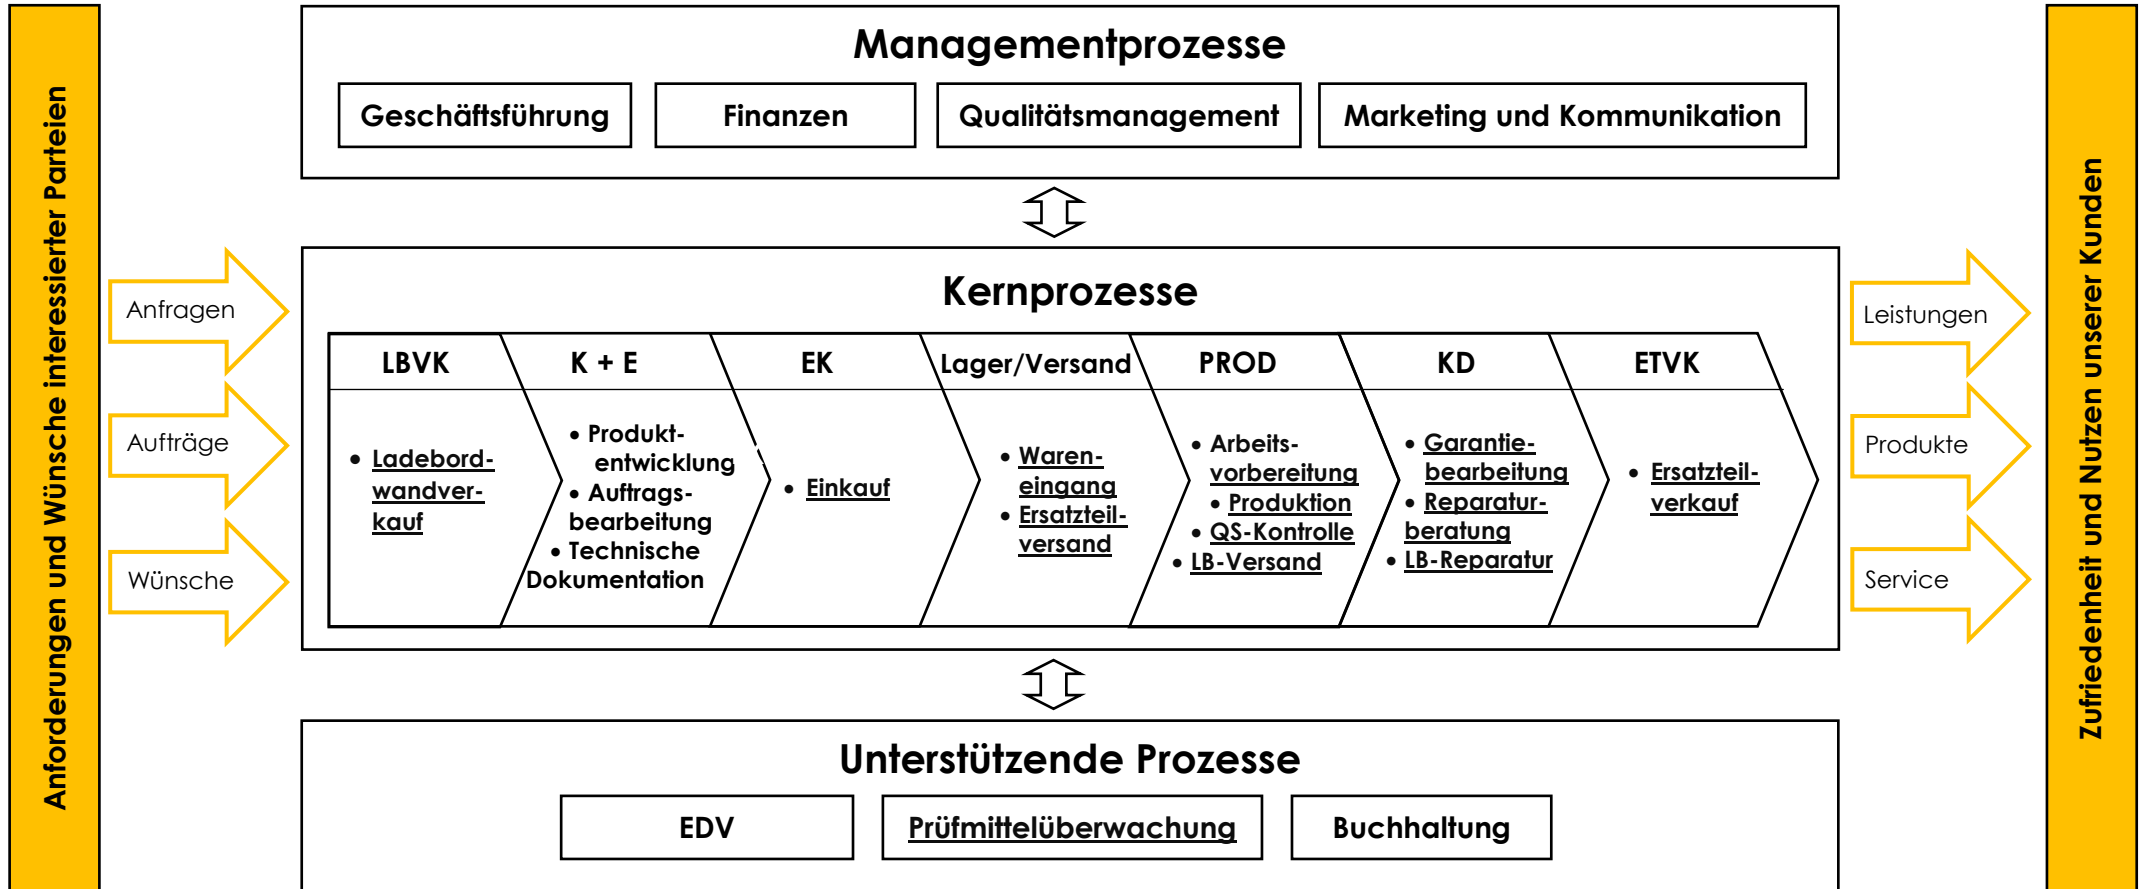 Anforderungen und Wünsche interessierter Parteien
Managementprozesse
Geschäftsführung
Finanzen
Qualitätsmanagement
Marketing und Kommunikation
Anfragen
Aufträge
Wünsche
Kernprozesse
LBVK
• Ladebord-
wandver-
kauf
K + E
• Produkt-
entwicklung
• Auftrags-
bearbeitung
• Technische
Dokumentation
EK
• Einkauf
Lager/Versand
• Waren-
eingang
• Ersatzteil-
versand
PROD
• Arbeits-
vorbereitung
• Produktion
• QS-Kontrolle
• LB-Versand
KD
• Garantie-
bearbeitung
• Reparatur-
beratung
• LB-Reparatur
ETVK
• Ersatzteil-
verkauf
Leistungen
Produkte
Service
Unterstützende Prozesse
EDV
Prüfmittelüberwachung
Buchhaltung
Zufriedenheit und Nutzen unserer Kunden